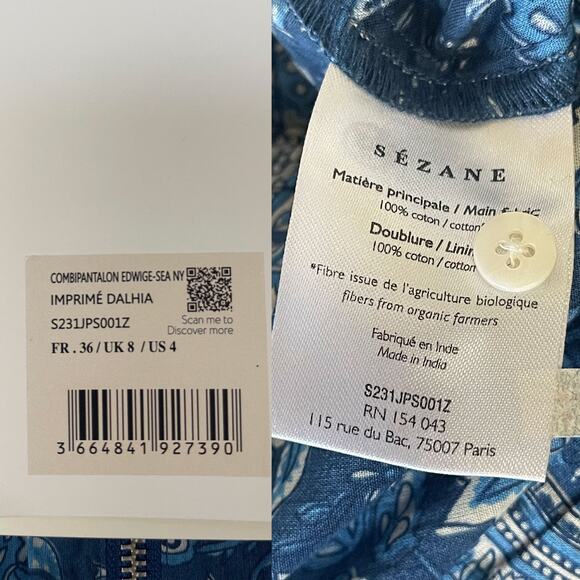 COMBIPANTALON EDWIGE-SEA NY
IMPRIMÉ DALHIA
S231JPS001Z
Scan me to
Discover more
FR . 36 / UK 8 / US 4
3 664841 927390
SÉZANE
Matière principale / Main
100% coton / cotton
Doublure / Lining
100% coton / cotton
*Fibre issue de l'agriculture biologique
fibers from organic farmers
Fabriqué en Inde
Made in India
S231JPS001Z
RN 154 043
115 rue du Bac, 75007 Paris